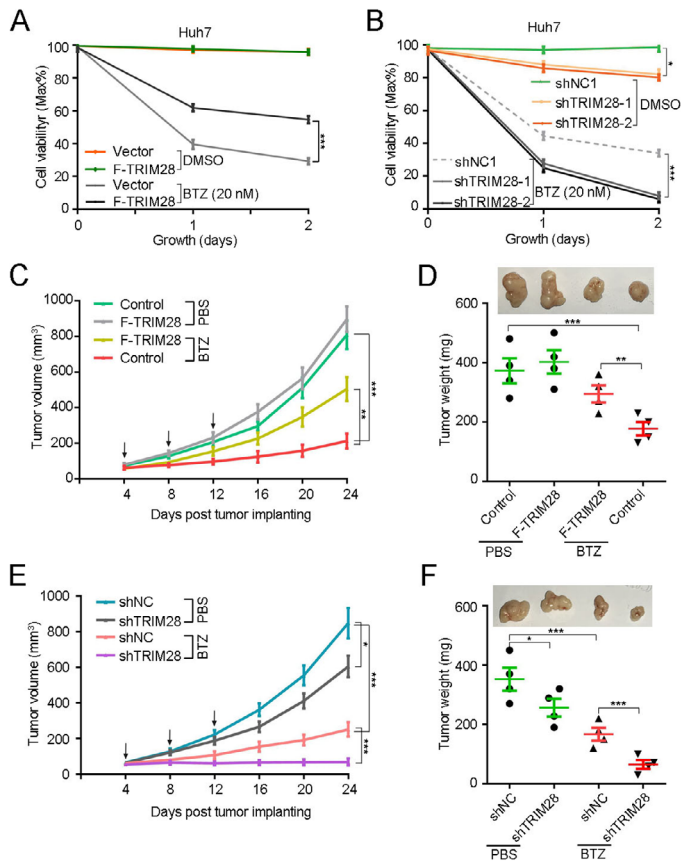 A
Huh7
Cell viabilityr (Max%)
100
80
60
40
20
0
Vector
F-TRIM28
DMSO
Vector
F-TRIM28
BTZ (20 nM)
***
0
1
2
Growth (days)
B
Huh7
Cell viabilityr (Max%)
100
80
60
40
20
0
*
shNC1
shTRIM28-1
shTRIM28-2
DMSO
shNC1
shTRIM28-1
shTRIM28-2
BTZ (20 nM)
***
0
1
2
Growth (days)
C
Tumor volume (mm3)
1000
800
600
400
200
0
Control
F-TRIM28
PBS
F-TRIM28
Control
BTZ
***
**
4
8
12
16
20
24
Days post tumor implanting
D
Tumor weight (mg)
600
400
200
0
***
**
Control
F-TRIM28
F-TRIM28
Control
PBS
BTZ
E
Tumor volume (mm3)
1000
800
600
400
200
0
shNC
shTRIM28
PBS
shNC
shTRIM28
BTZ
*
***
***
4
8
12
16
20
24
Days post tumor implanting
F
Tumor weight (mg)
600
400
200
0
***
*
***
shNC
shTRIM28
shNC
shTRIM28
PBS
BTZ